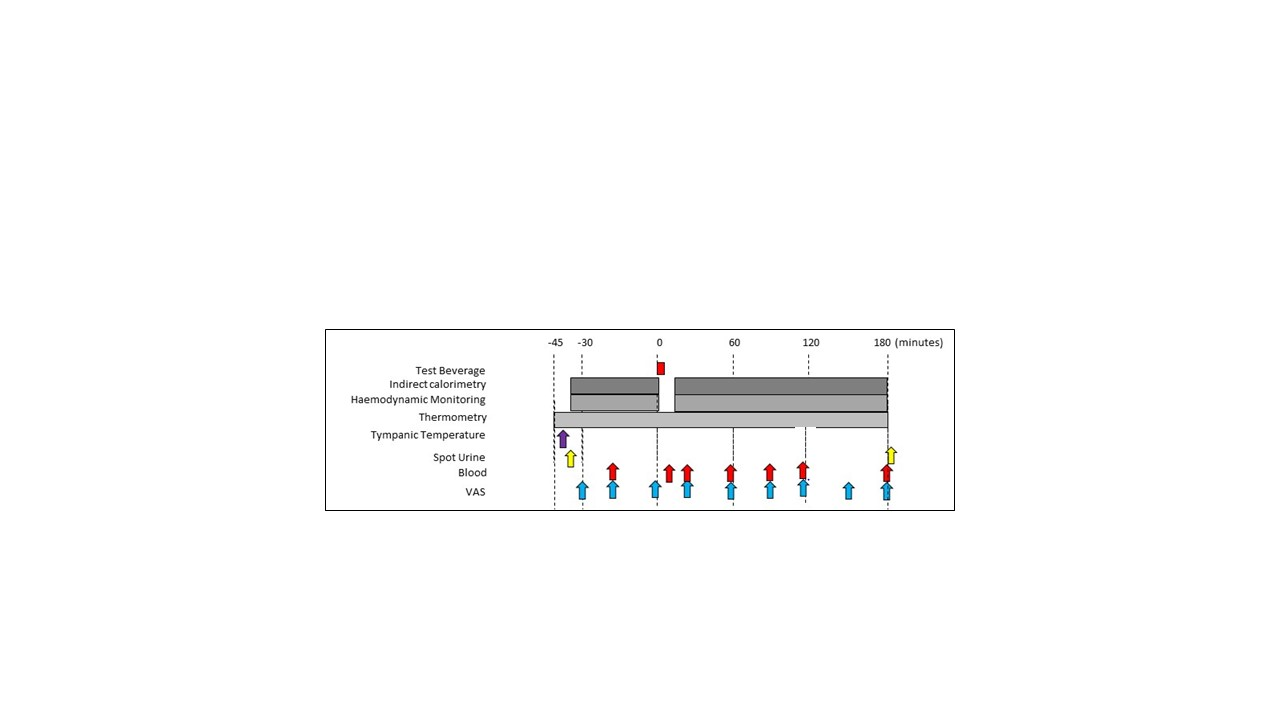 -45 -30 0 60 120 180 (minutes)
Test Beverage
Indirect calorimetry
Haemodynamic Monitoring
Thermometry
Tympanic Temperature
Spot Urine
Blood
VAS